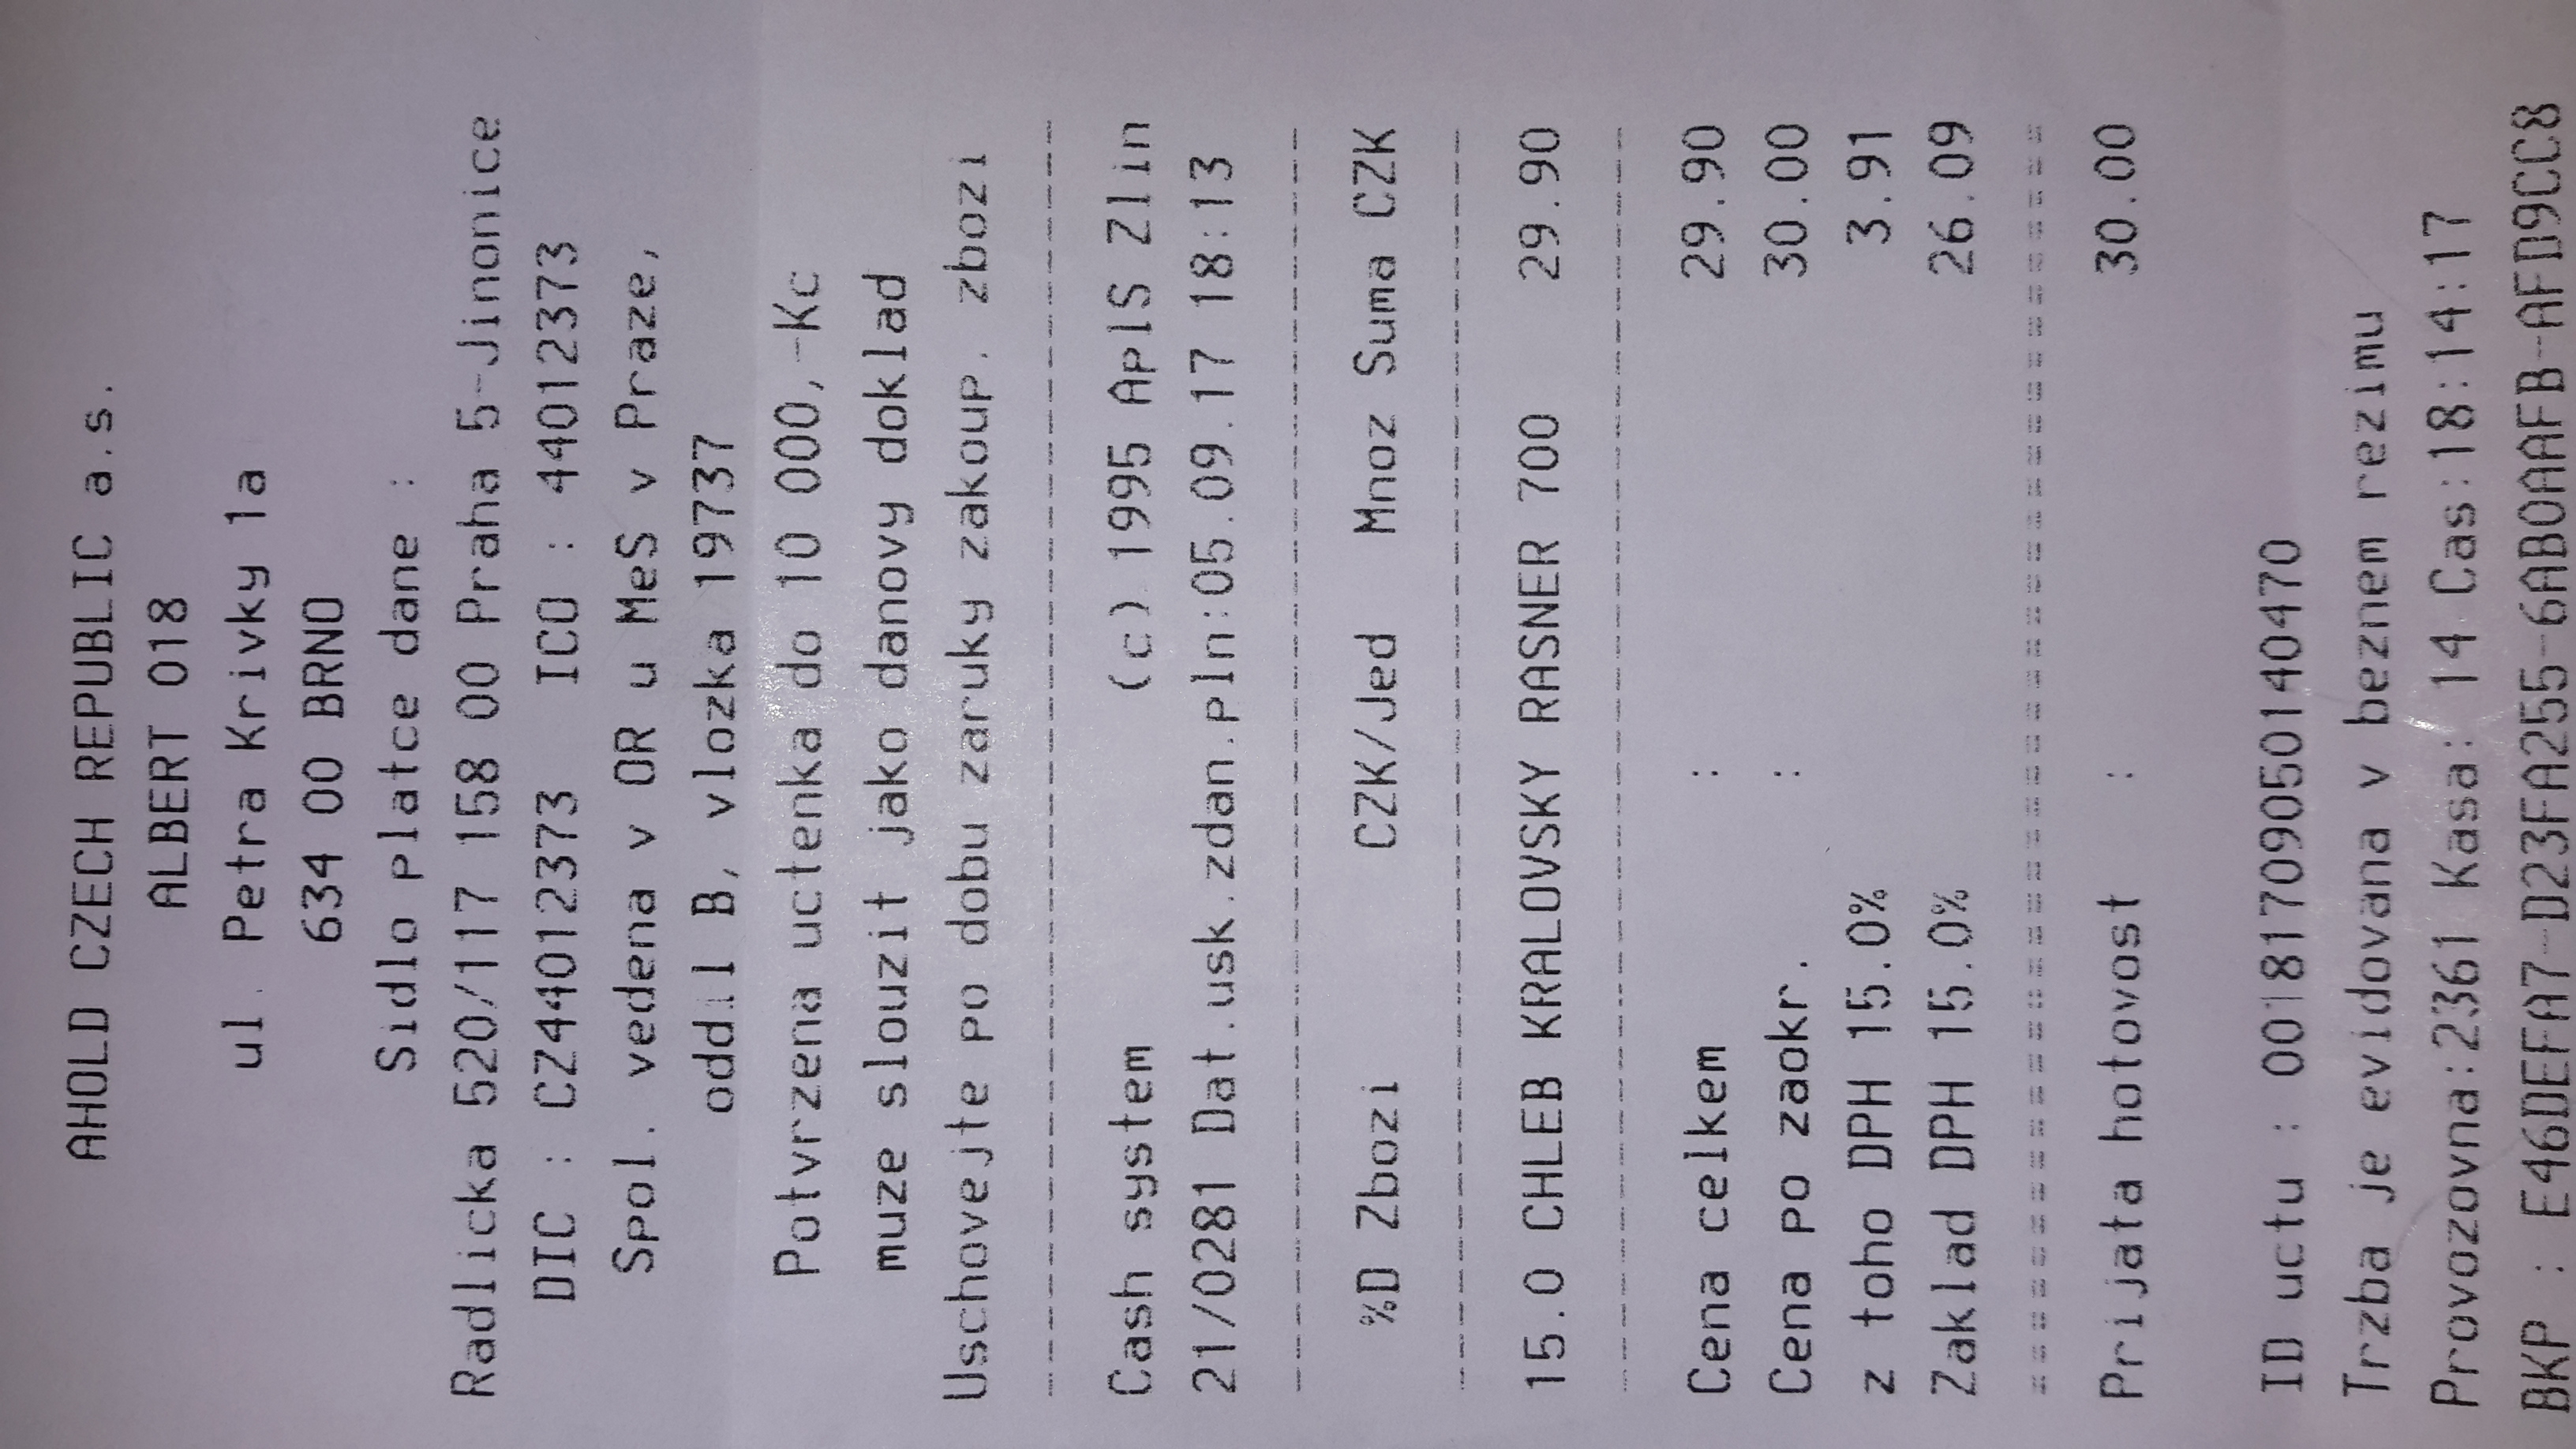 AHOLD CZECH REPUBLIC a.s.
ALBERT 018
ul. Petra Krivky 1a
634 00 BRNO
Sidlo platce dane :
Radlicka 520/117 158 00 Praha 5-Jinonice
DIC : CZ44012373 ICO : 44012373
Spol. vedena v OR u MeS v Praze,
oddil B, vlozka 19737
Potvrzena uctenka do 10 000,-Kc
muze slouzit jako danovy doklad
Uschovejte po dobu zaruky zakoup. zbozi
Cash system (c) 1995 AplS Zlin
21/0281 Dat.usk.zdan.pln:05.09.17 18:13
%D Zbozi CZK/Jed Mnoz Suma CZK
15.0 CHLEB KRALOVSKY RASNER 700 29.90
Cena celkem : 29.90
Cena po zaokr. : 30.00
z toho DPH 15.0% 3.91
Zaklad DPH 15.0% 26.09
Prijata hotovost : 30.00
ID uctu : 00181709050140470
Trzba je evidovana v beznem rezimu
Provozovna:2361 Kasa: 14 Cas:18:14:17
BKP : E46DEFA7-D23FA255-6AB0AAFB-AFD9CC8